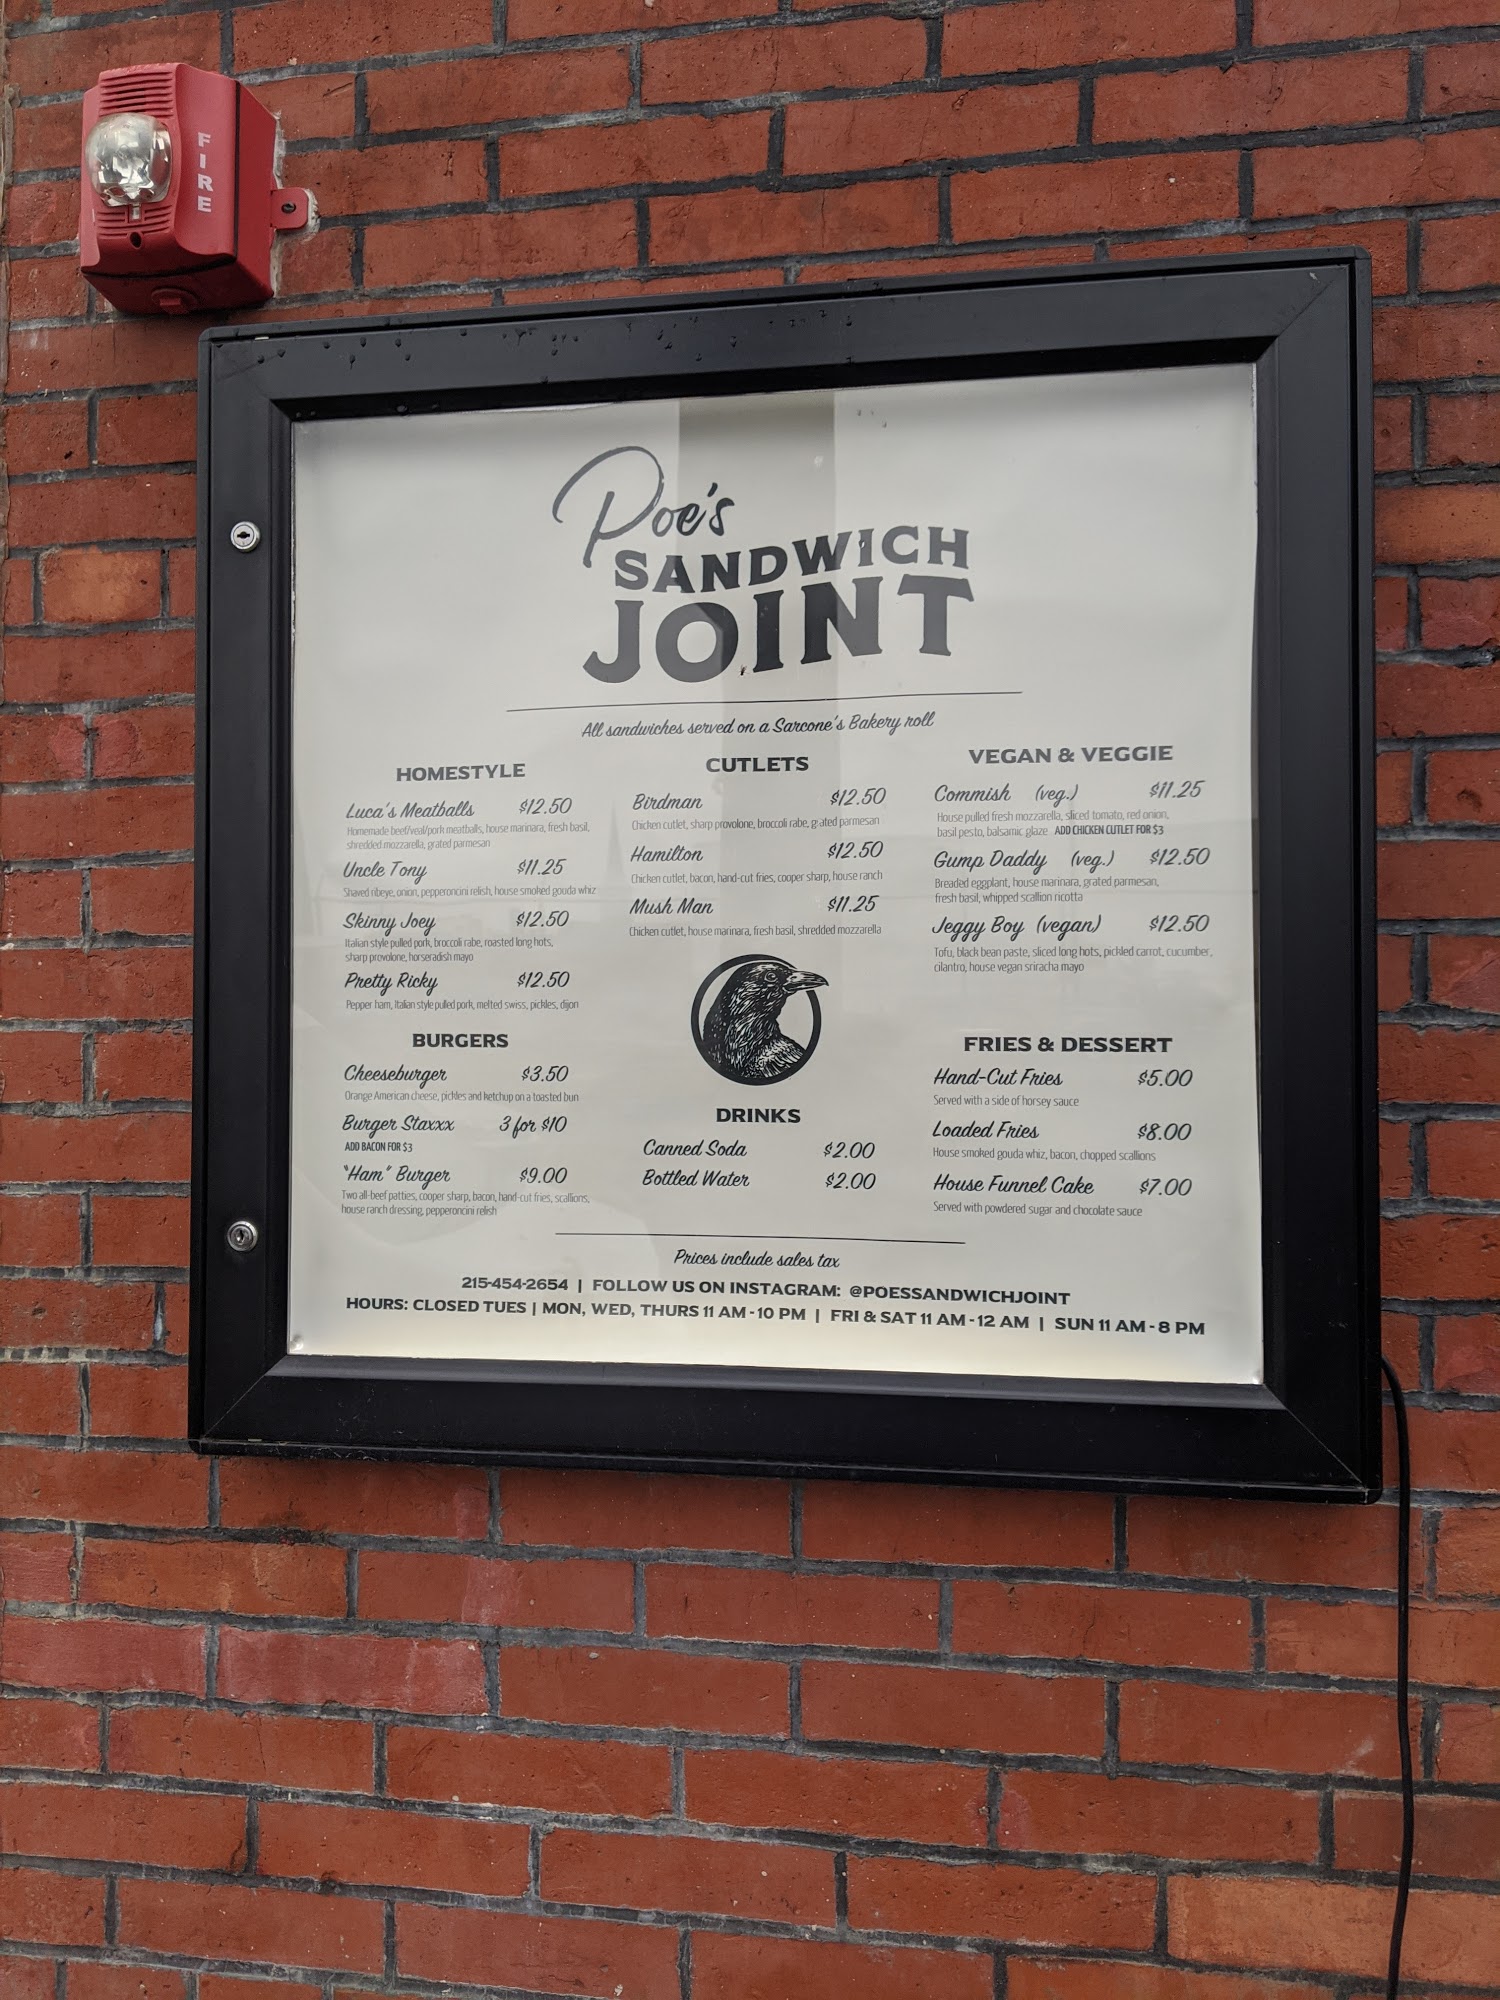 FIRE
Poe's
SANDWICH
JOINT
All sandwiches served on a Sarcone's Bakery roll
HOMESTYLE
Luca's Meatballs $12.50
Homemade beef/veal/pork meatballs, house marinara, fresh basil,
shredded mozzarella, grated parmesan
Uncle Tony $11.25
Shaved ribeye, onion, pepperoncini relish, house smoked gouda whiz
Skinny Joey $12.50
Italian style pulled pork, broccoli rabe, roasted long hots,
sharp provolone, horseradish mayo
Pretty Ricky $12.50
Pepper ham, Italian style pulled pork, melted swiss, pickles, dijon
BURGERS
Cheeseburger $3.50
Orange American cheese, pickles and ketchup on a toasted bun
Burger Staxxx 3 for $10
ADD BACON FOR $3
"Ham" Burger $9.00
Two all-beef patties, cooper sharp, bacon, hand-cut fries, scallions,
house ranch dressing, pepperoncini relish
CUTLETS
Birdman $12.50
Chicken cutlet, sharp provolone, broccoli rabe, grated parmesan
Hamilton $12.50
Chicken cutlet, bacon, hand-cut fries, cooper sharp, house ranch
Mush Man $11.25
Chicken cutlet, house marinara, fresh basil, shredded mozzarella
DRINKS
Canned Soda $2.00
Bottled Water $2.00
VEGAN & VEGGIE
Commish (veg.) $11.25
House pulled fresh mozzarella, sliced tomato, red onion,
basil pesto, balsamic glaze ADD CHICKEN CUTLET FOR $3
Gump Daddy (veg.) $12.50
Breaded eggplant, house marinara, grated parmesan,
fresh basil, whipped scallion ricotta
Jeggy Boy (vegan) $12.50
Tofu, black bean paste, sliced long hots, pickled carrot, cucumber,
cilantro, house vegan sriracha mayo
FRIES & DESSERT
Hand-Cut Fries $5.00
Served with a side of horsey sauce
Loaded Fries $8.00
House smoked gouda whiz, bacon, chopped scallions
House Funnel Cake $7.00
Served with powdered sugar and chocolate sauce
Prices include sales tax
215-454-2654 | FOLLOW US ON INSTAGRAM: @POESSANDWICHJOINT
HOURS: CLOSED TUES | MON, WED, THURS 11 AM - 10 PM | FRI & SAT 11 AM - 12 AM | SUN 11 AM - 8 PM